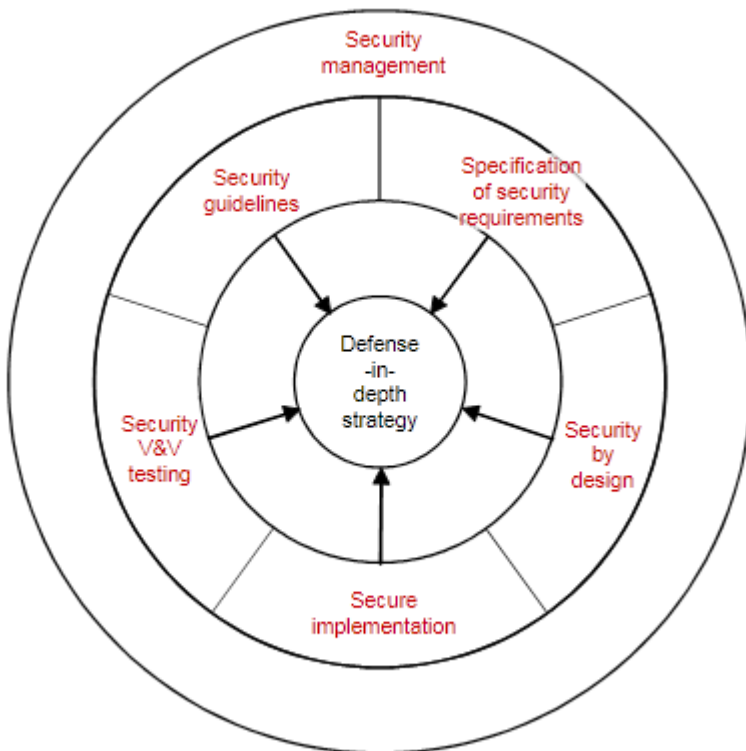 Security
management
Security
guidelines
Specification
of security
requirements
Defense
-in-
depth
strategy
Security
V&V
testing
Security
by
design
Secure
implementation